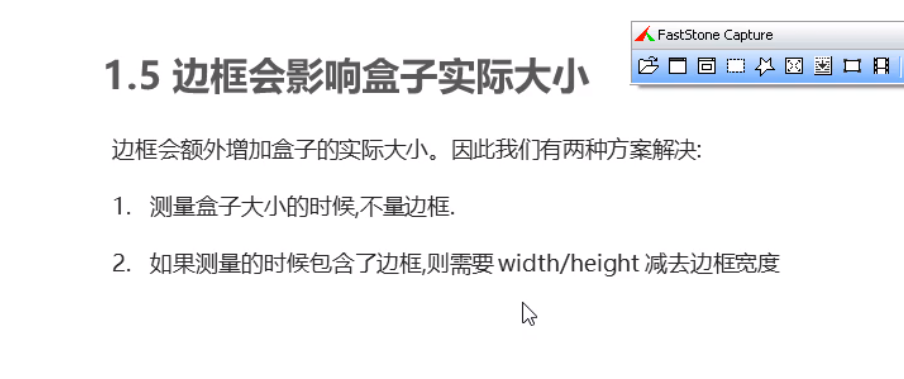 FastStone Capture
1.5 边框会影响盒子实际大小
边框会额外增加盒子的实际大小。因此我们有两种方案解决:
1. 测量盒子大小的时候,不量边框.
2. 如果测量的时候包含了边框,则需要 width/height 减去边框宽度